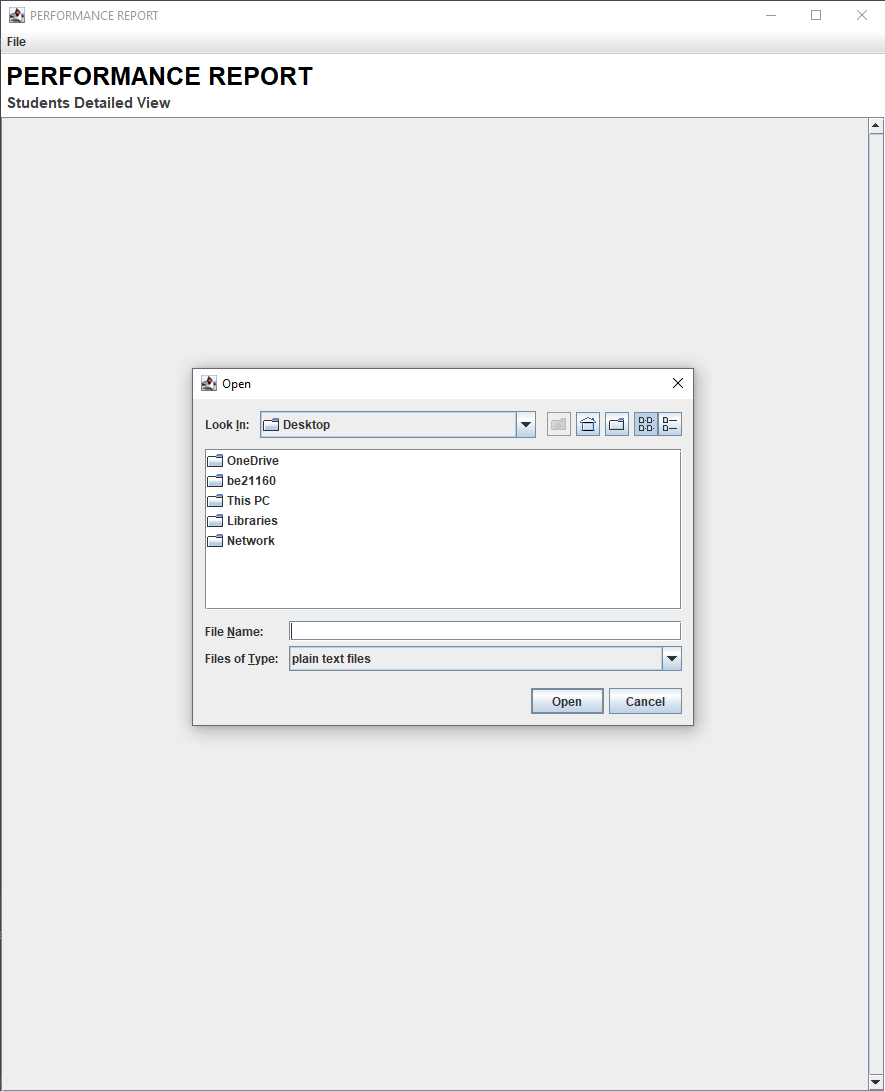 PERFORMANCE REPORT
File
PERFORMANCE REPORT
Students Detailed View
Open
Look In: Desktop
OneDrive
be21160
This PC
Libraries
Network
File Name:
Files of Type: plain text files
Open Cancel